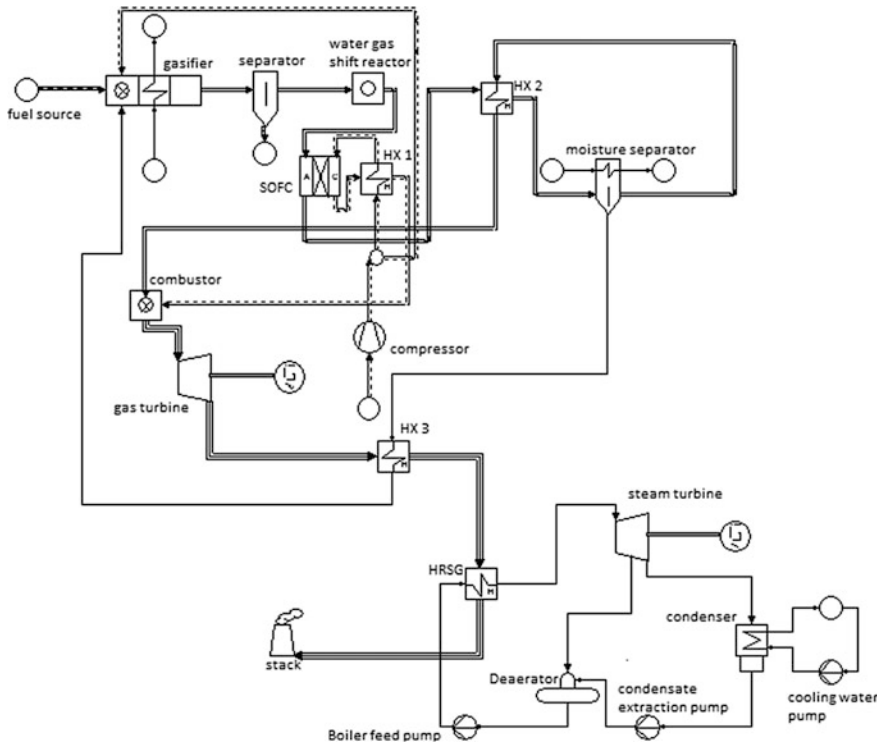 gasifier
separator
water gas
shift reactor
HX 2
fuel source
moisture separator
HX 1
M
A
C
M
SOFC
combustor
compressor
gas turbine
HX 3
M
steam turbine
HRSG
M
condenser
stack
Deaerator
condensate
extraction pump
cooling water
pump
Boiler feed pump